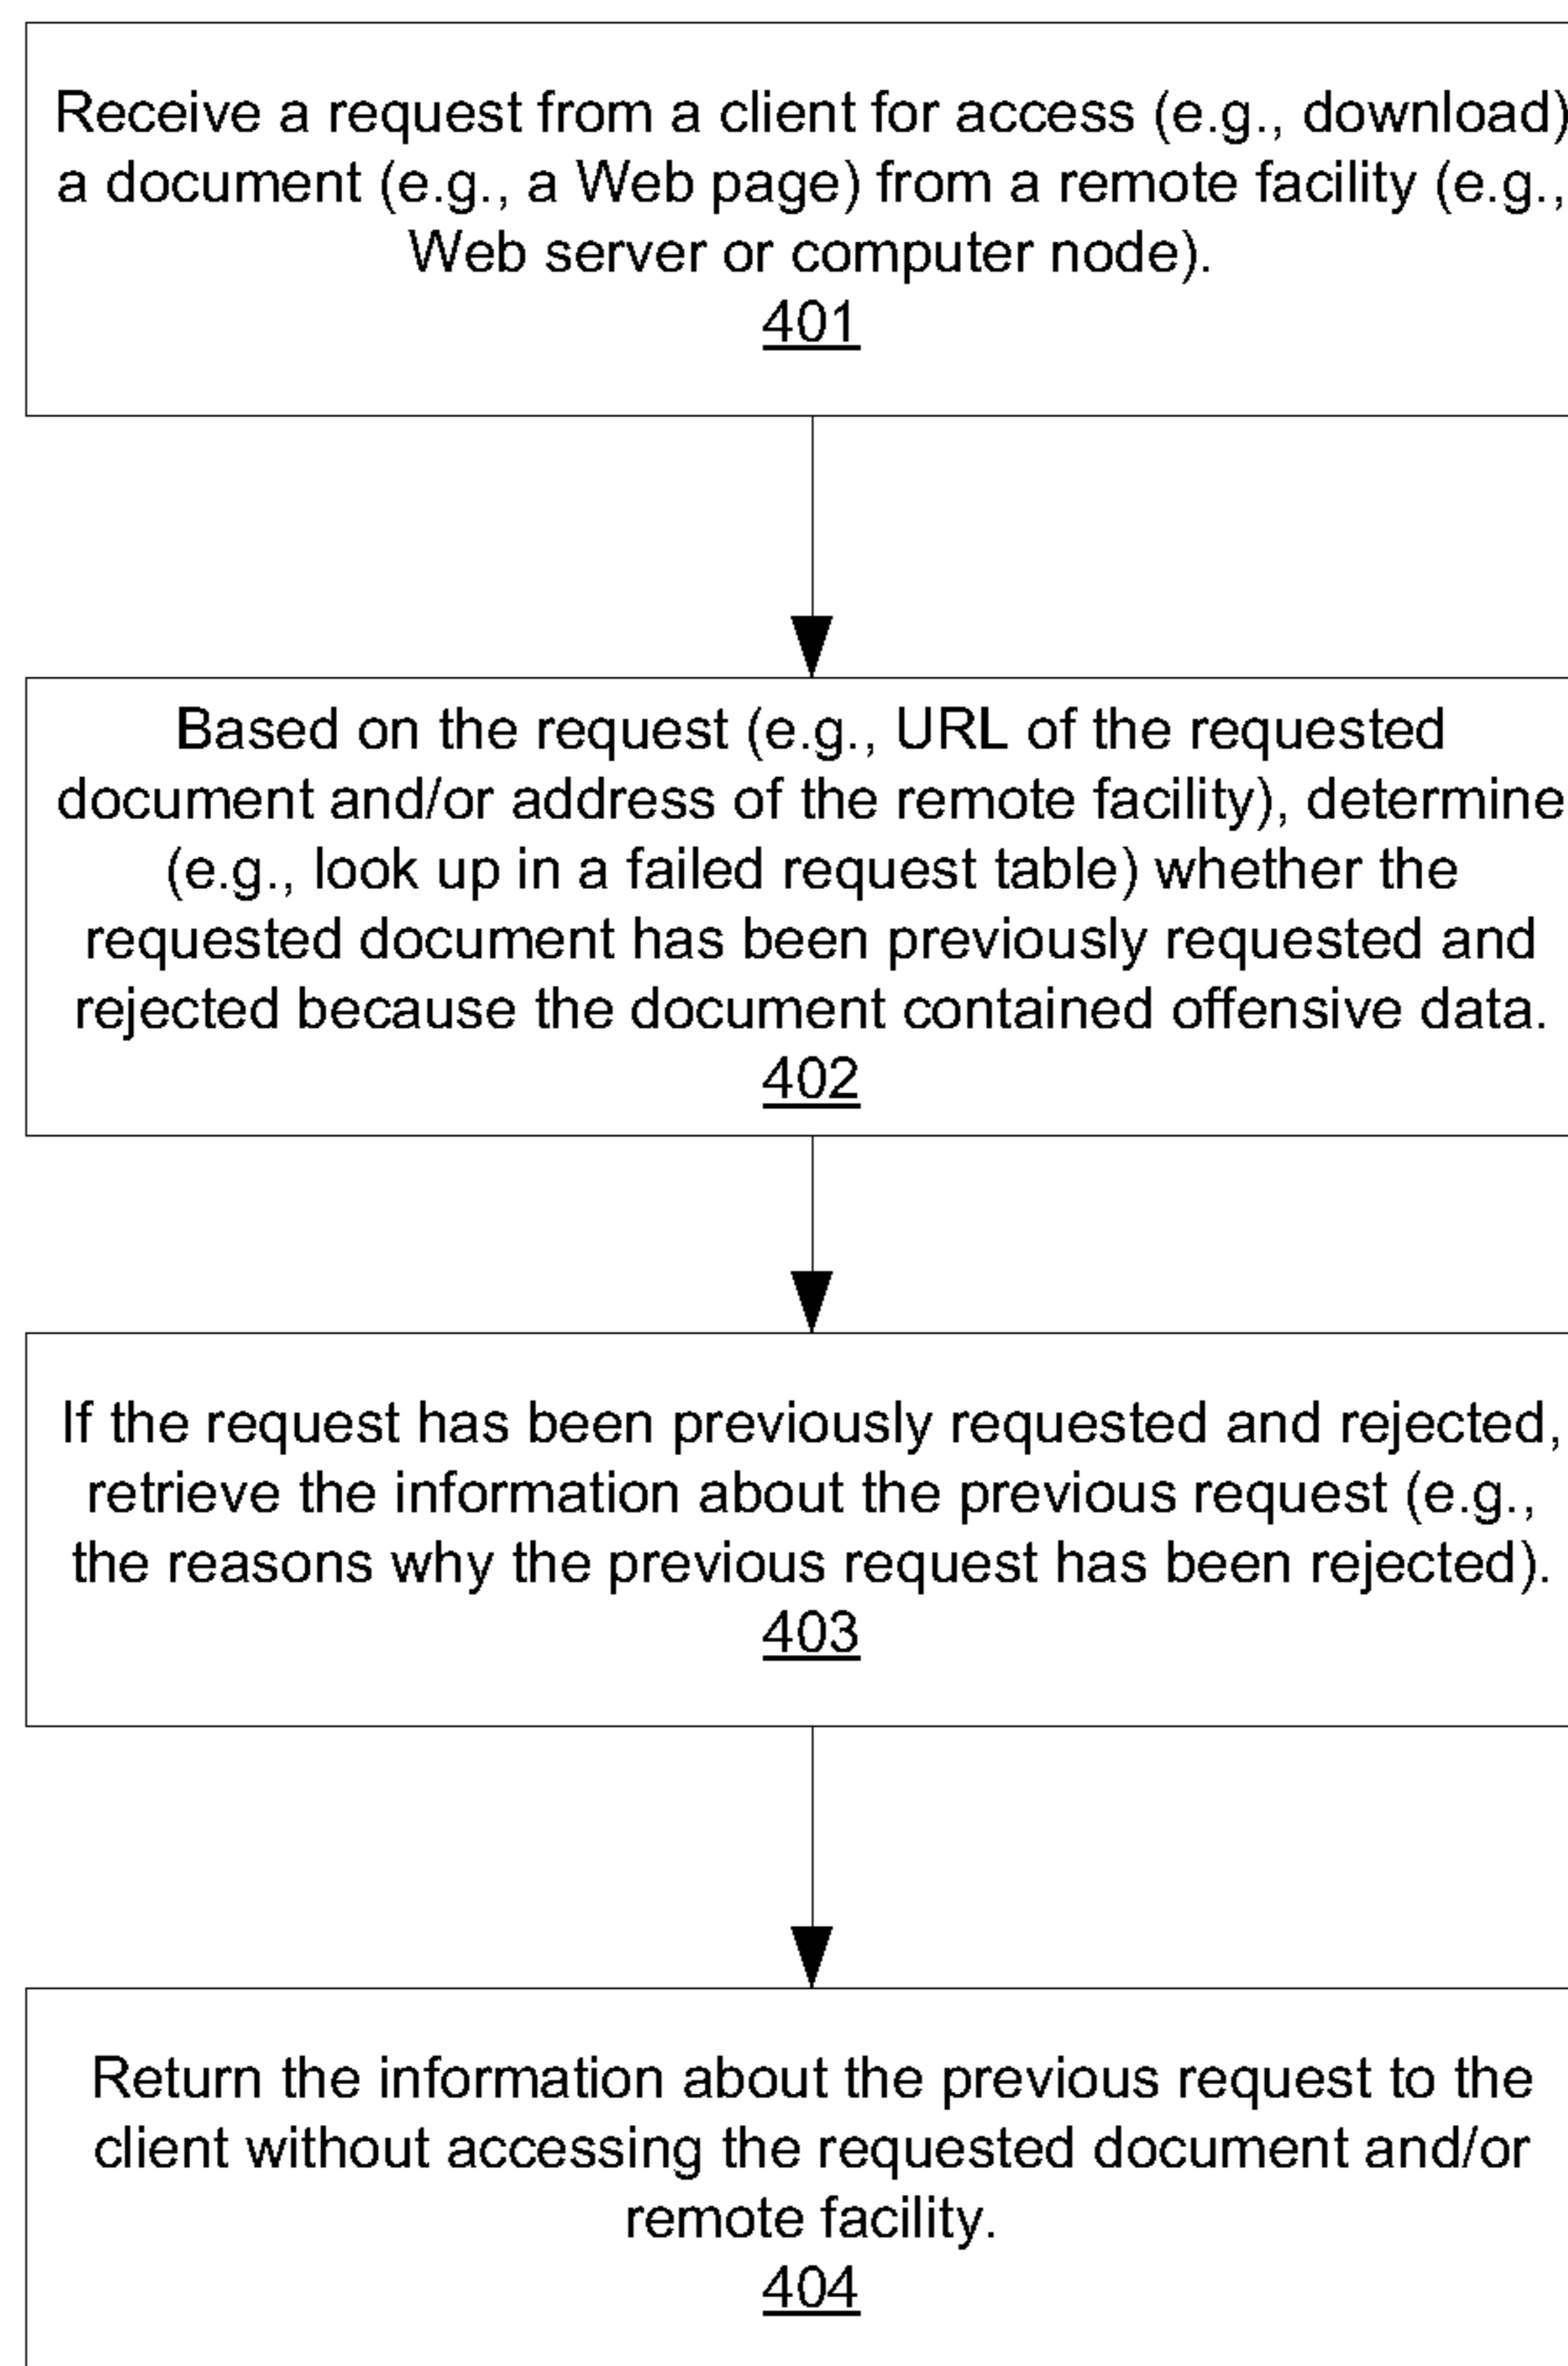 Receive a request from a client for access (e.g., download)
a document (e.g., a Web page) from a remote facility (e.g.,
Web server or computer node).
401
Based on the request (e.g., URL of the requested
document and/or address of the remote facility), determine
(e.g., look up in a failed request table) whether the
requested document has been previously requested and
rejected because the document contained offensive data.
402
If the request has been previously requested and rejected,
retrieve the information about the previous request (e.g.,
the reasons why the previous request has been rejected).
403
Return the information about the previous request to the
client without accessing the requested document and/or
remote facility.
404